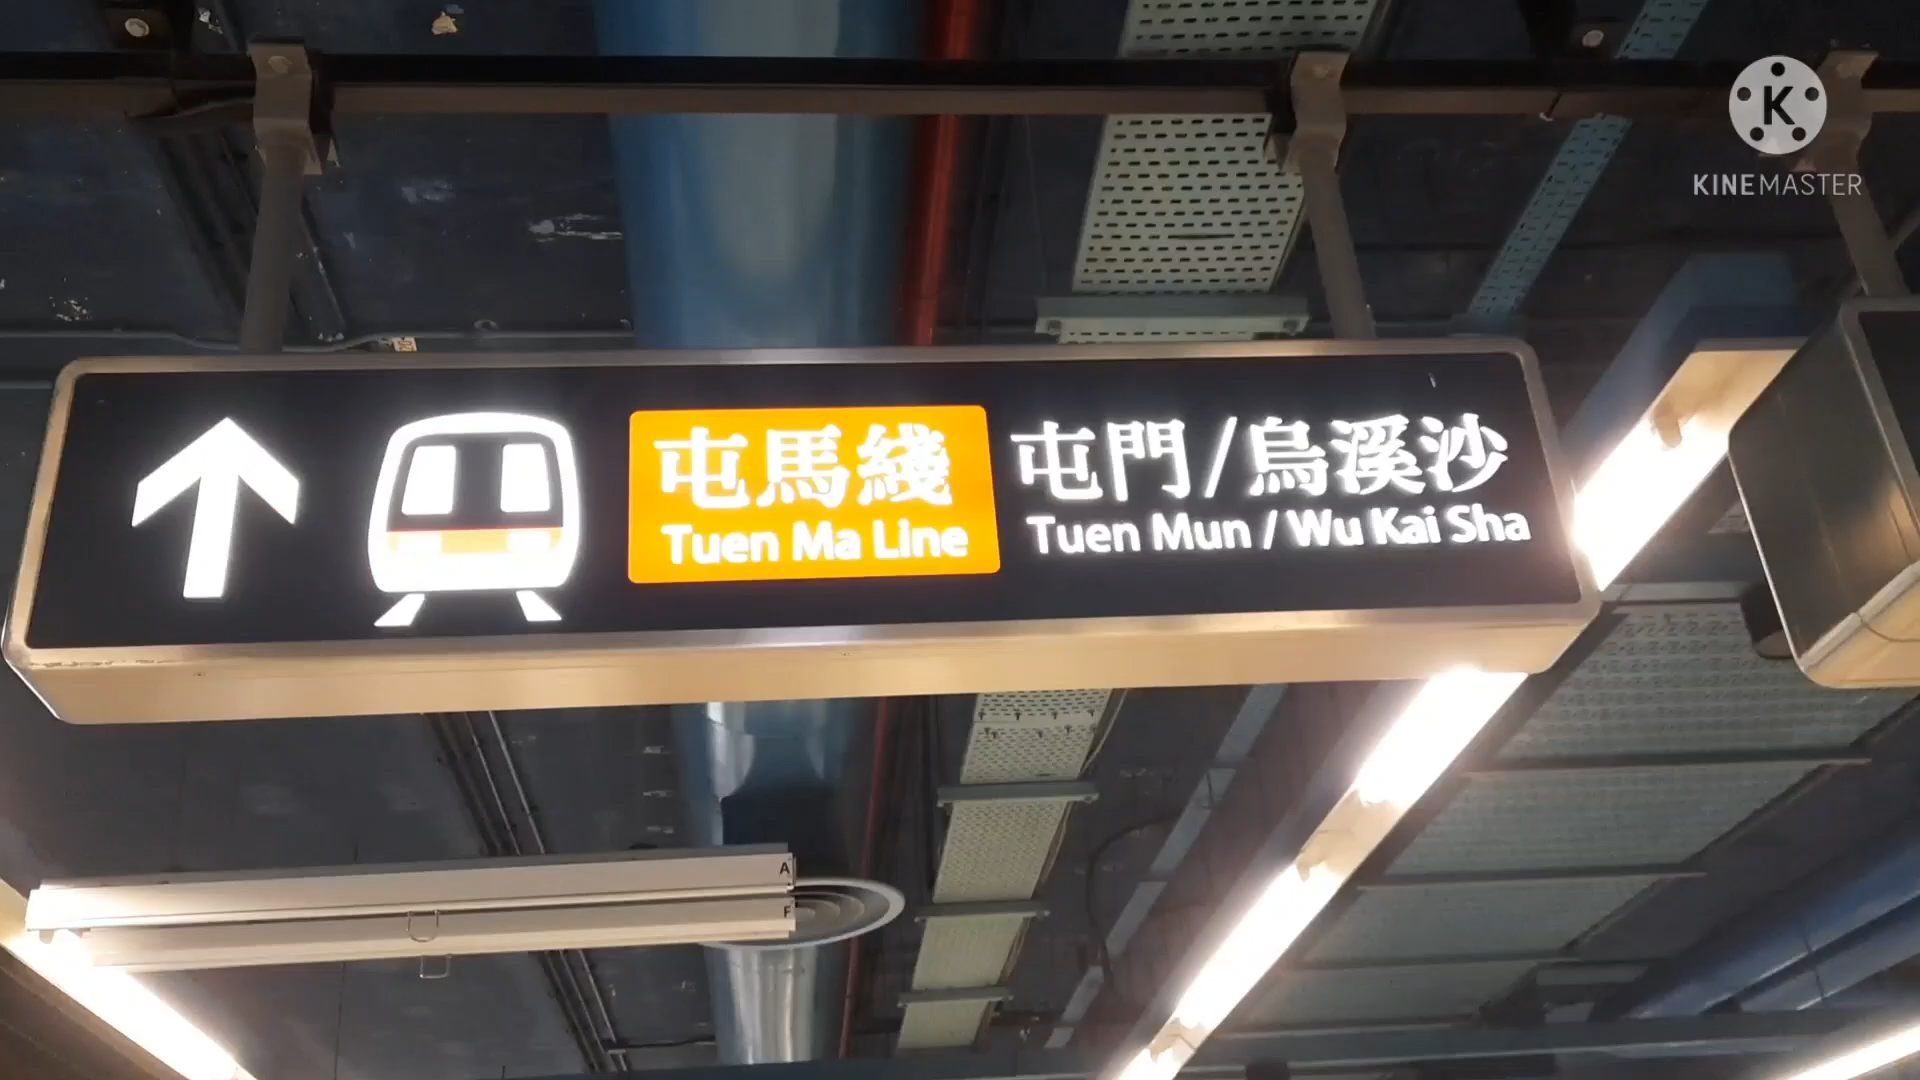 屯馬綫
Tuen Ma Line
屯門/烏溪沙
Tuen Mun / Wu Kai Sha
K
KINEMASTER
A
F